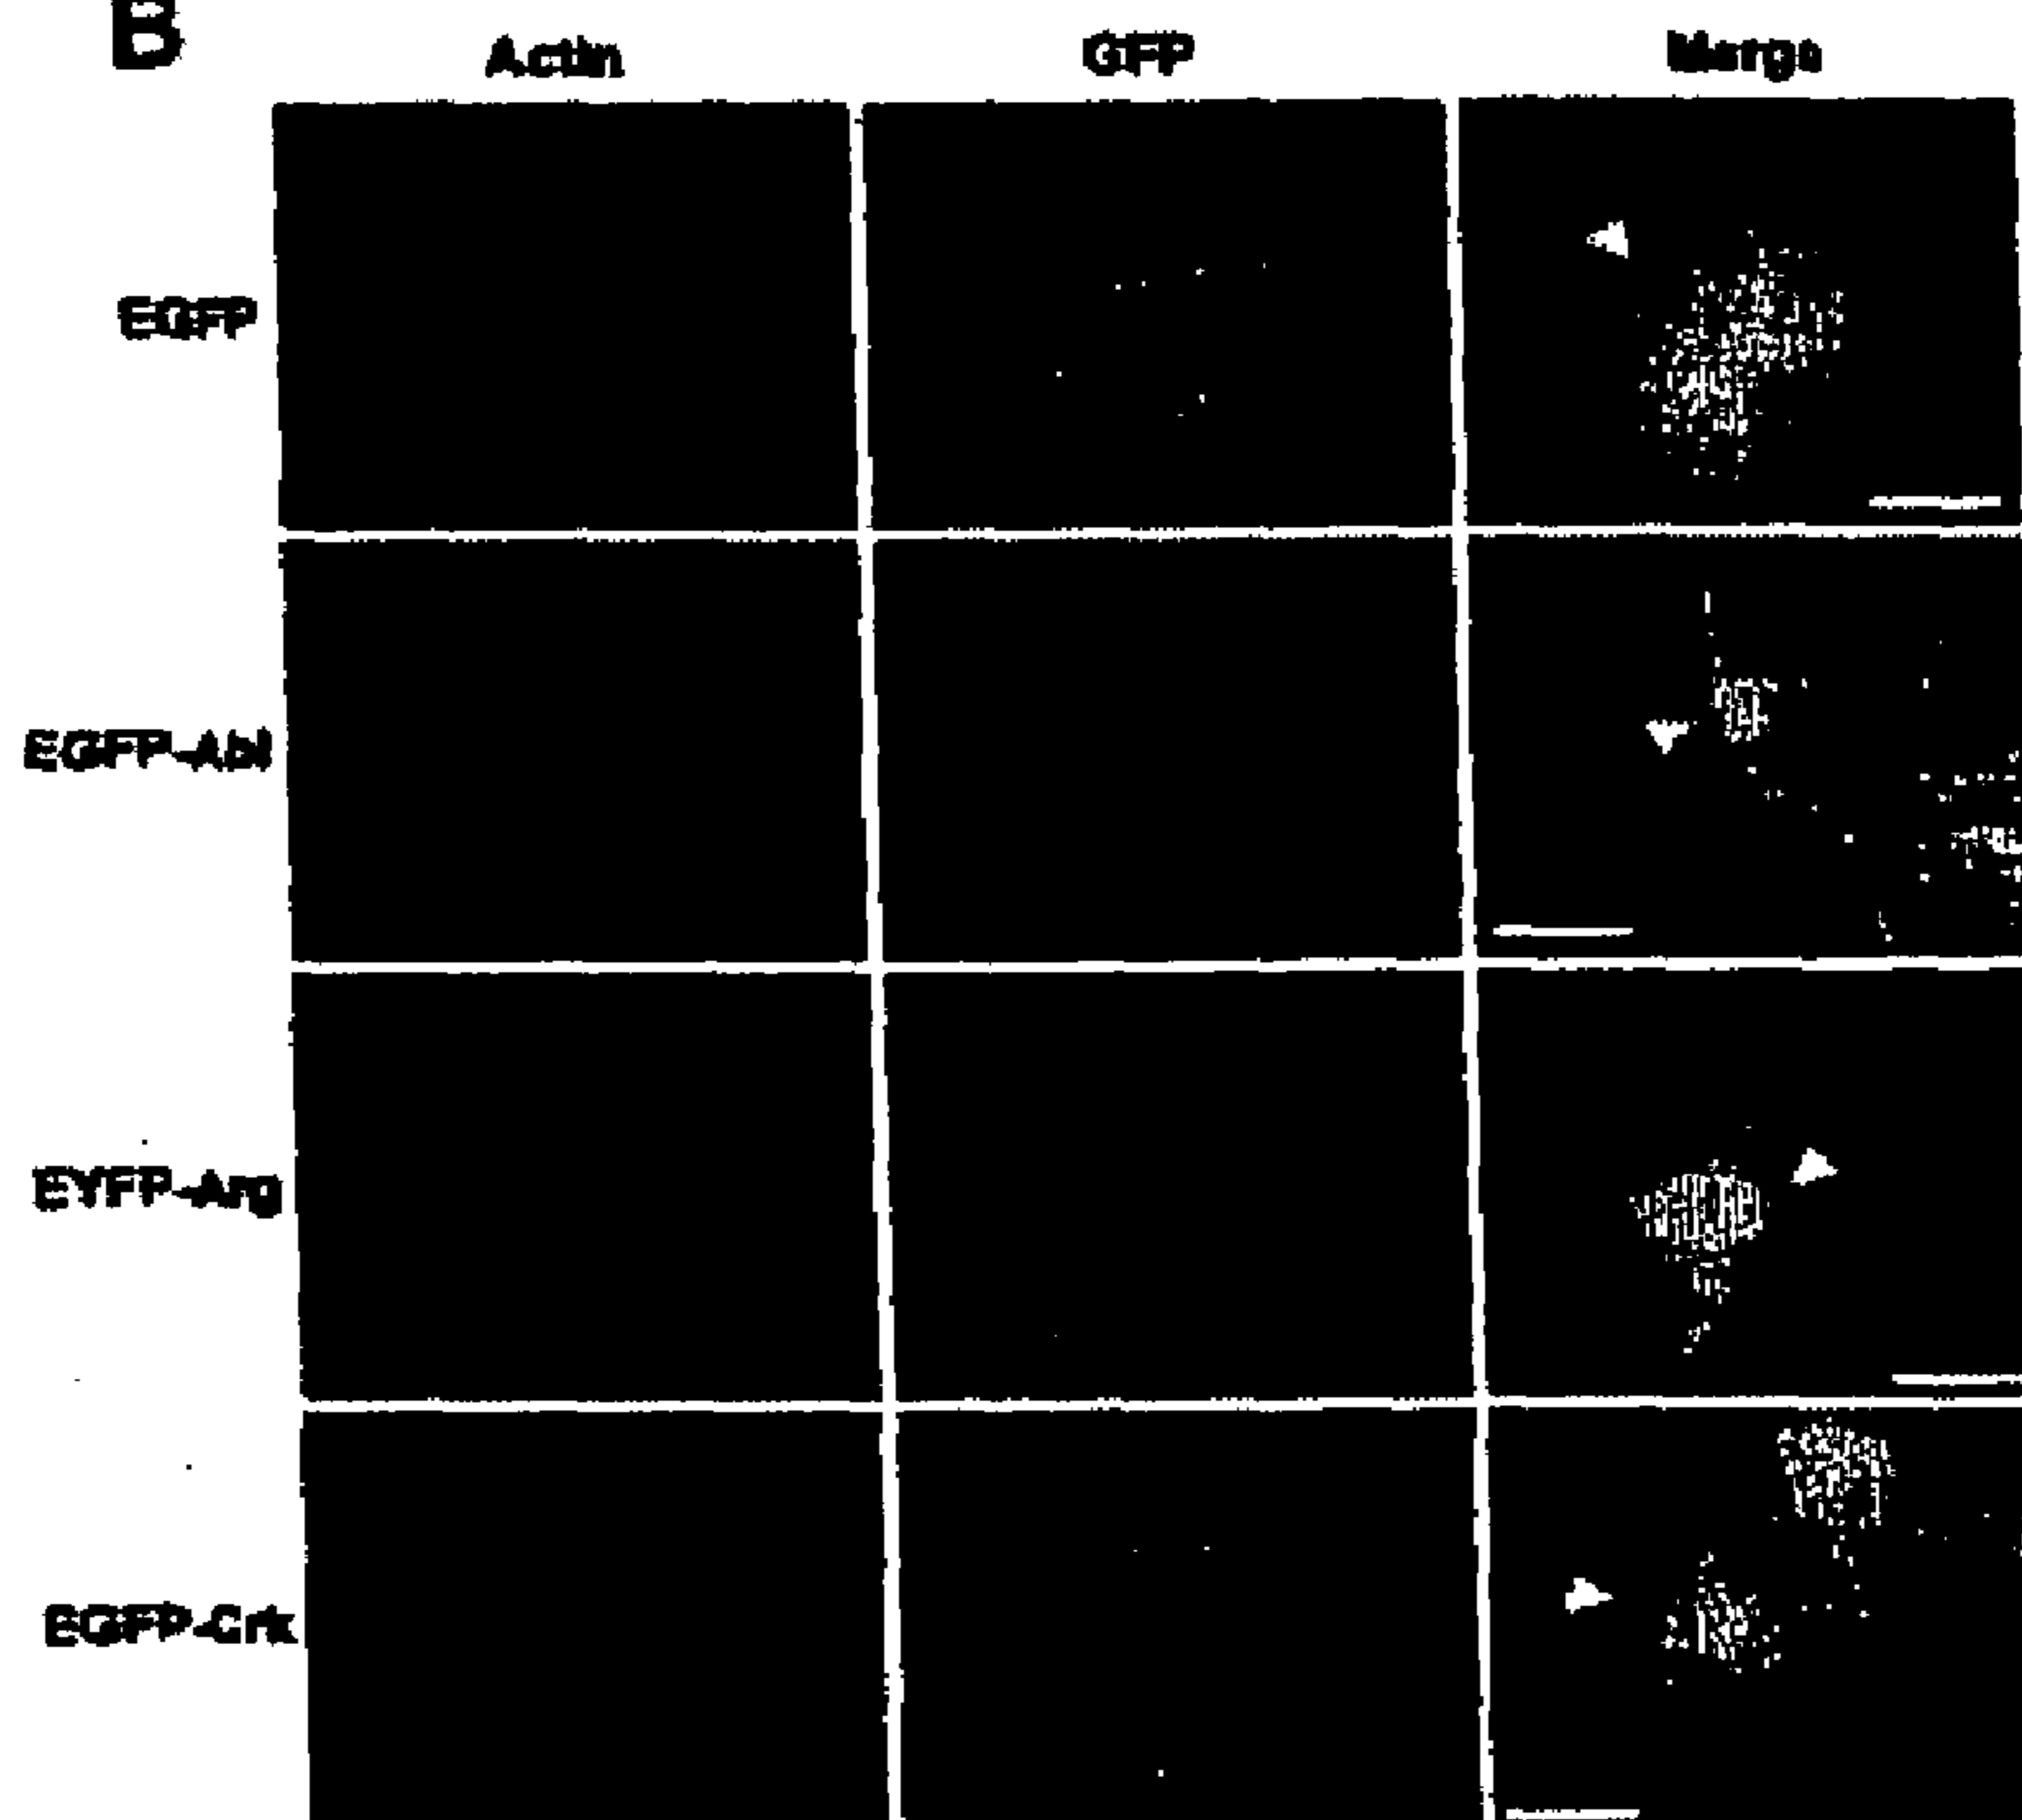 B
Actin GFP Merge
EGFP
EGFP-Abl
EYFP-Arg
EGFP-Crk